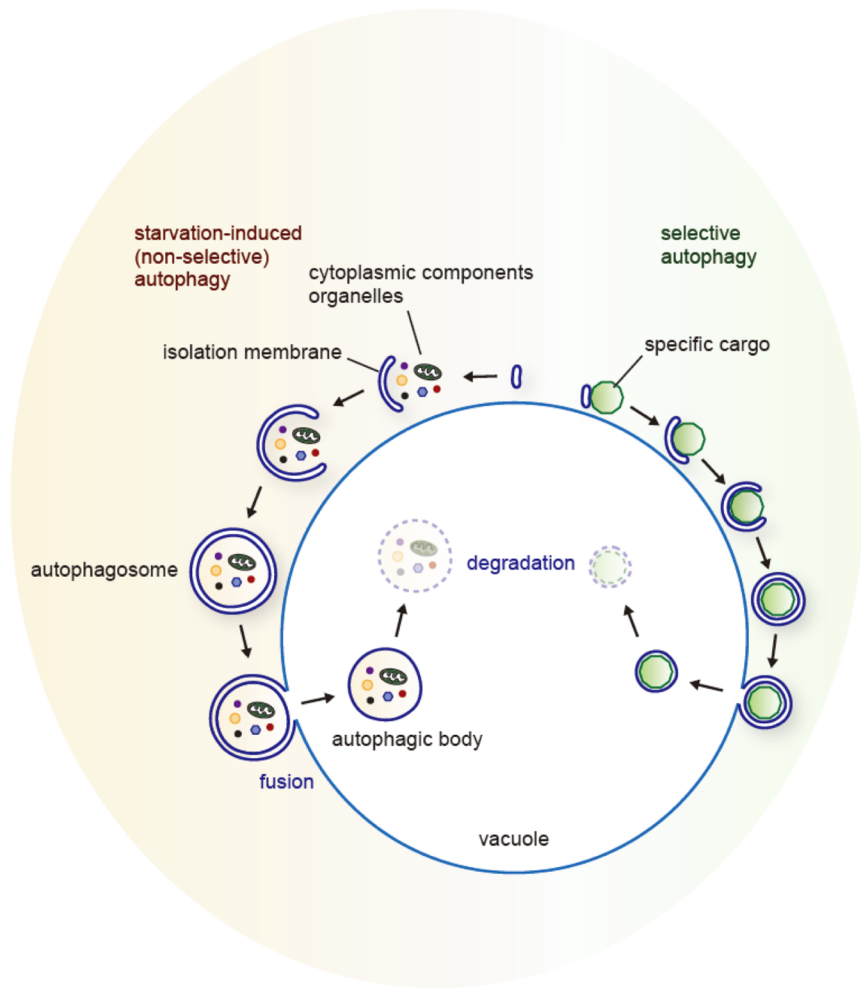 starvation-induced
(non-selective)
autophagy
selective
autophagy
cytoplasmic components
organelles
isolation membrane
specific cargo
autophagosome
degradation
autophagic body
fusion
vacuole